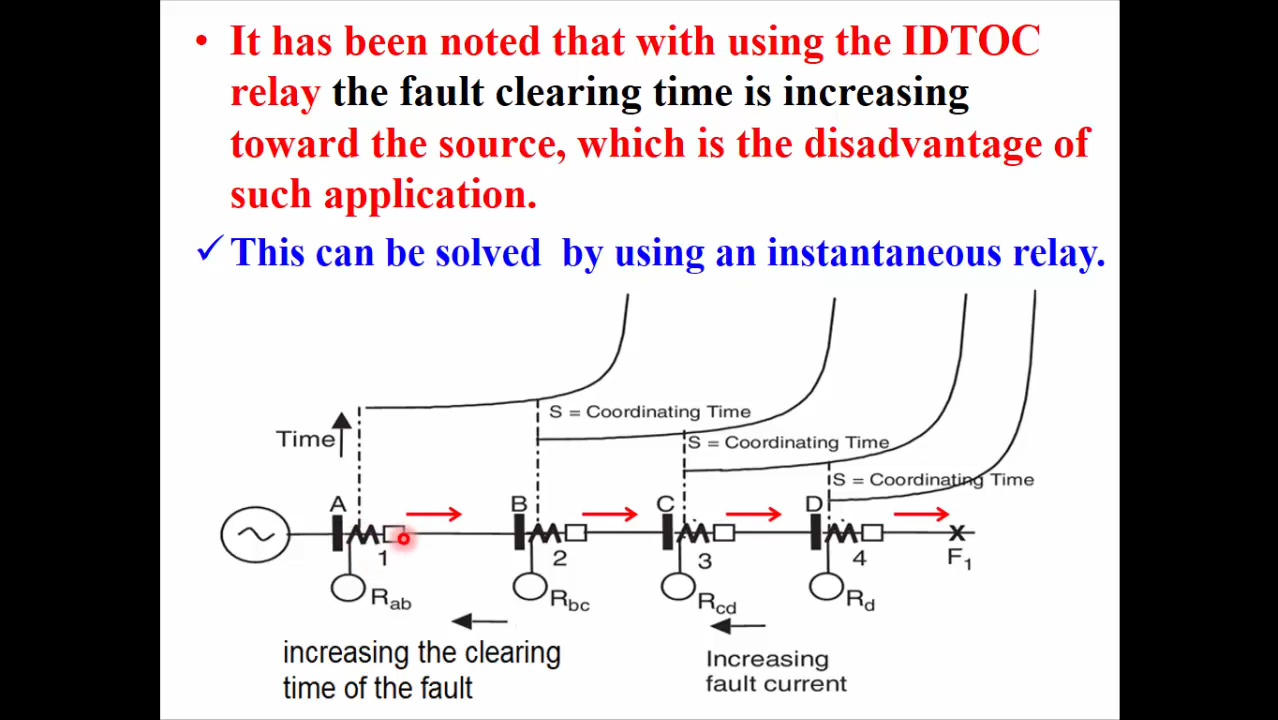 • It has been noted that with using the IDTOC
relay the fault clearing time is increasing
toward the source, which is the disadvantage of
such application.
✓ This can be solved by using an instantaneous relay.
S = Coordinating Time
Time
S = Coordinating Time
S = Coordinating Time
A B C D
1 2 3 4 x
F1
Rab Rbc Rcd Rd
increasing the clearing
time of the fault
Increasing
fault current